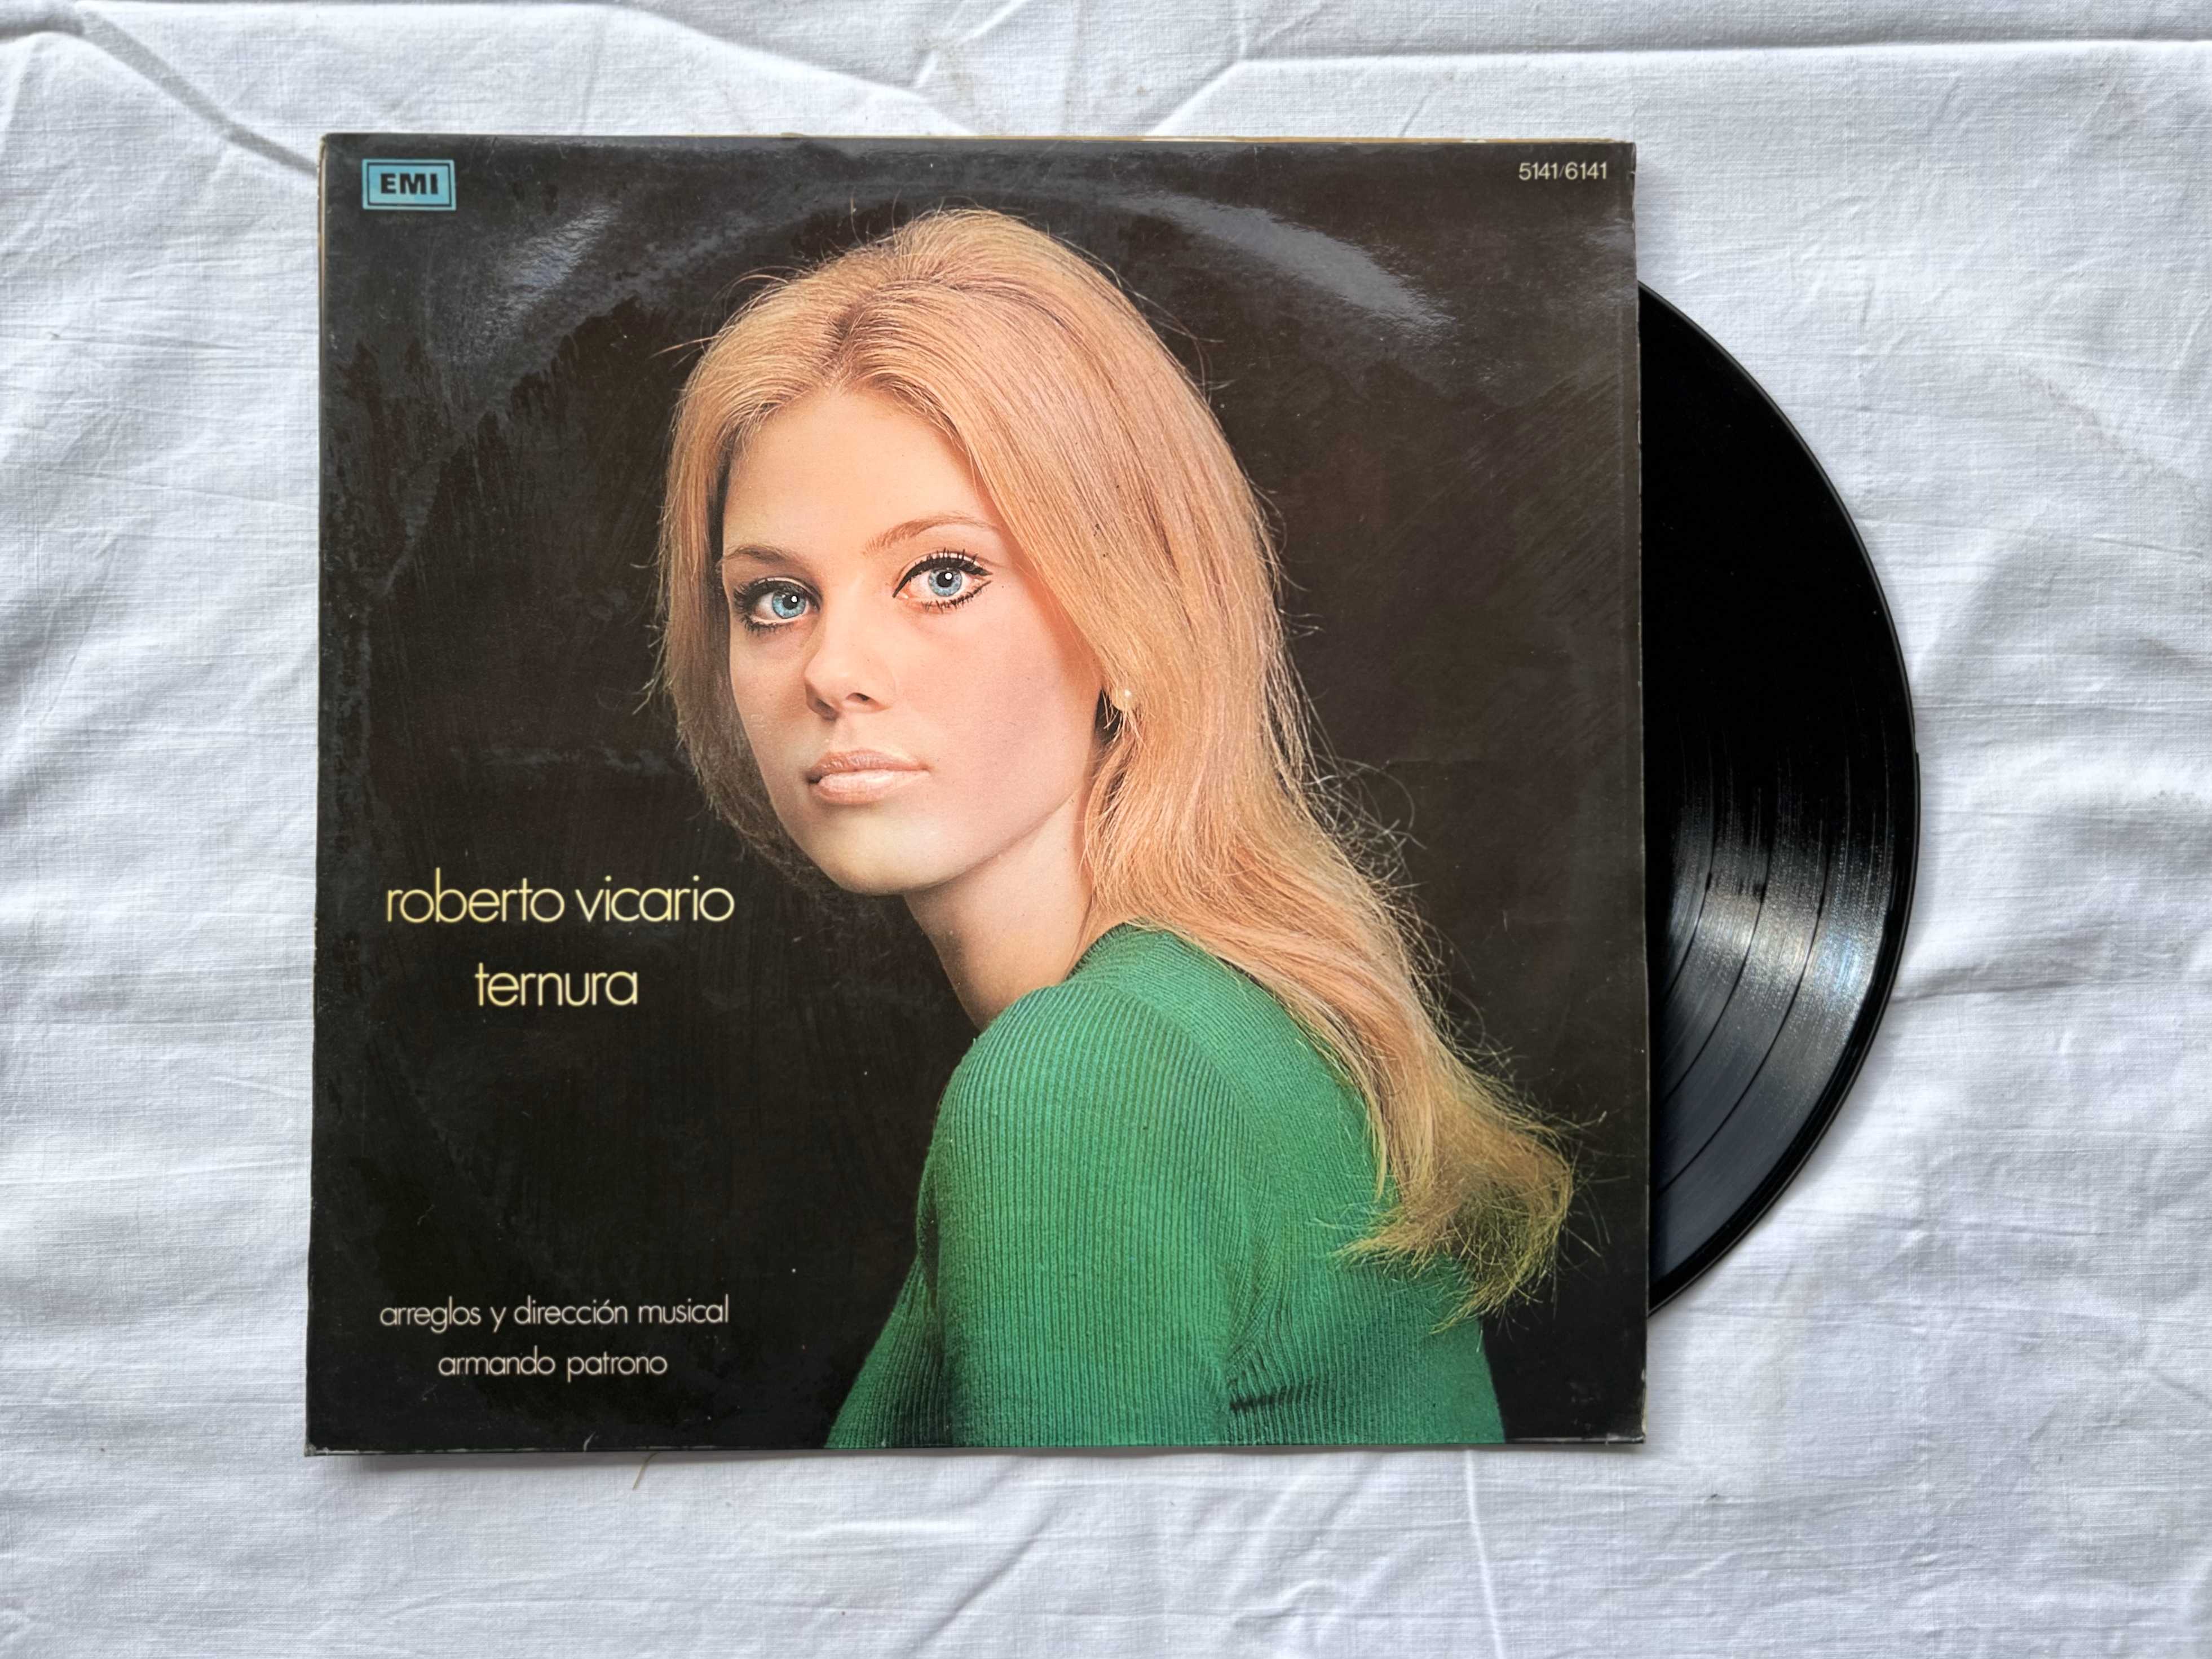 EMI
5141/6141
roberto vicario
ternura
arreglos y dirección musical
armando patrono